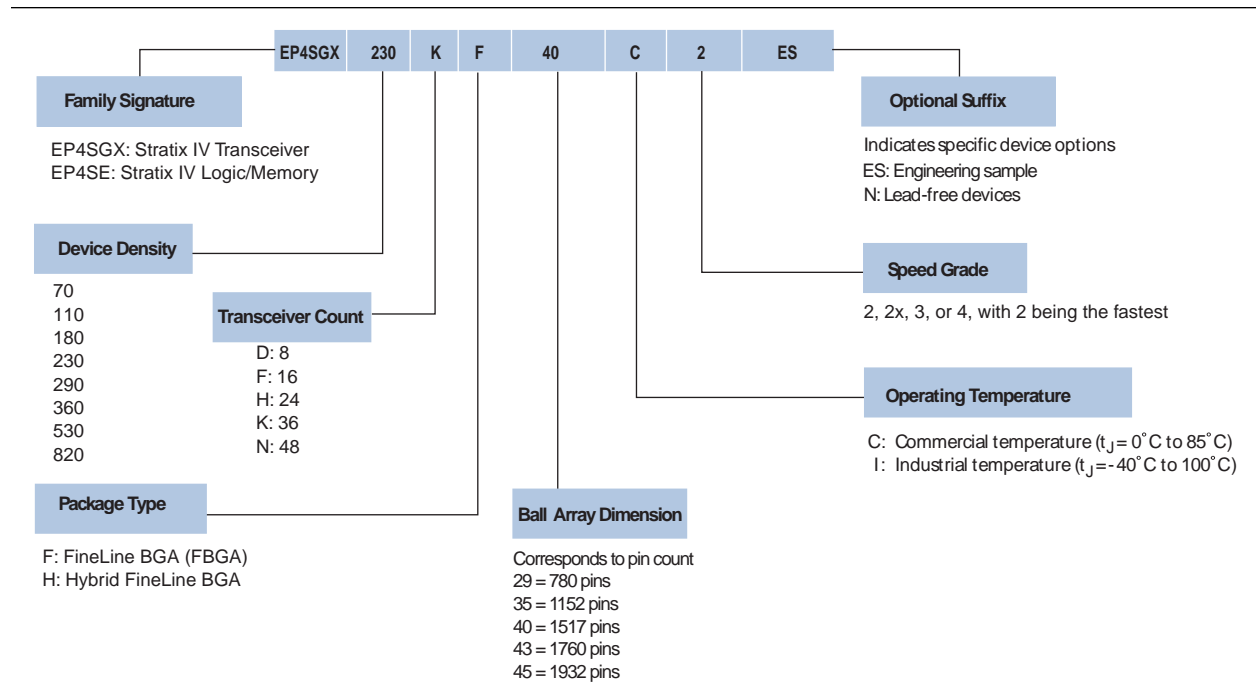 EP4SGX 230 K F 40 C 2 ES
Family Signature
EP4SGX: Stratix IV Transceiver
EP4SE: Stratix IV Logic/Memory
Optional Suffix
Indicates specific device options
ES: Engineering sample
N: Lead-free devices
Device Density
70
110
180
230
290
360
530
820
Transceiver Count
D: 8
F: 16
H: 24
K: 36
N: 48
Speed Grade
2, 2x, 3, or 4, with 2 being the fastest
Operating Temperature
C: Commercial temperature (tJ = 0°C to 85°C)
I: Industrial temperature (tJ = -40°C to 100°C)
Package Type
F: FineLine BGA (FBGA)
H: Hybrid FineLine BGA
Ball Array Dimension
Corresponds to pin count
29 = 780 pins
35 = 1152 pins
40 = 1517 pins
43 = 1760 pins
45 = 1932 pins